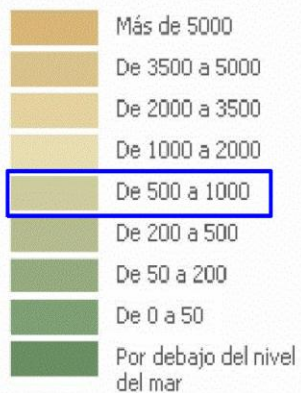 Más de 5000
De 3500 a 5000
De 2000 a 3500
De 1000 a 2000
De 500 a 1000
De 200 a 500
De 50 a 200
De 0 a 50
Por debajo del nivel
del mar